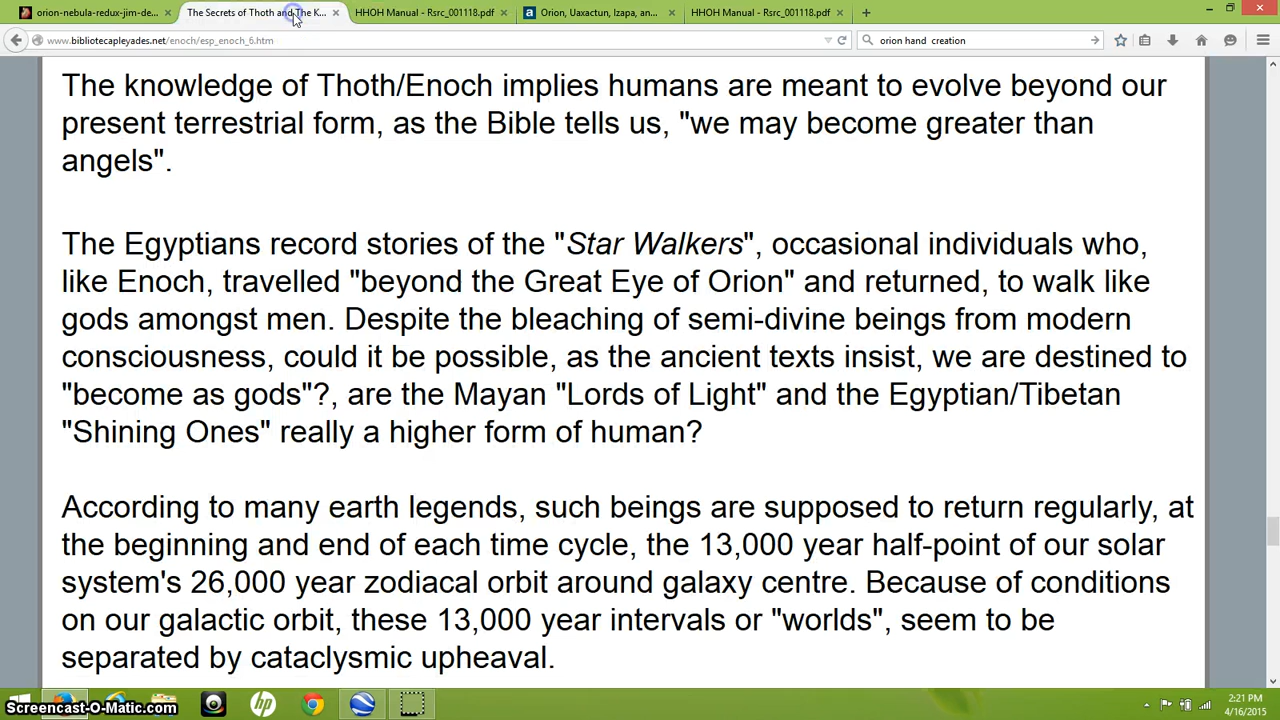 orion-nebula-redux-jim-de...
The Secrets of Thoth and The K...
HHOH Manual - Rsrc_001118.pdf
Orion, Uaxactun, Izapa, an...
HHOH Manual - Rsrc_001118.pdf
www.bibliotecapleyades.net/enoch/esp_enoch_6.htm
orion hand creation
The knowledge of Thoth/Enoch implies humans are meant to evolve beyond our
present terrestrial form, as the Bible tells us, "we may become greater than
angels".
The Egyptians record stories of the "Star Walkers", occasional individuals who,
like Enoch, travelled "beyond the Great Eye of Orion" and returned, to walk like
gods amongst men. Despite the bleaching of semi-divine beings from modern
consciousness, could it be possible, as the ancient texts insist, we are destined to
"become as gods"?, are the Mayan "Lords of Light" and the Egyptian/Tibetan
"Shining Ones" really a higher form of human?
According to many earth legends, such beings are supposed to return regularly, at
the beginning and end of each time cycle, the 13,000 year half-point of our solar
system's 26,000 year zodiacal orbit around galaxy centre. Because of conditions
on our galactic orbit, these 13,000 year intervals or "worlds", seem to be
separated by cataclysmic upheaval.
Screencast-O-Matic.com
hp
2:21 PM
4/16/2015